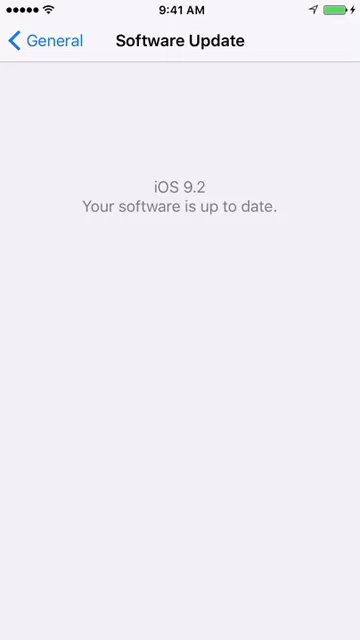 9:41 AM
General
Software Update
iOS 9.2
Your software is up to date.